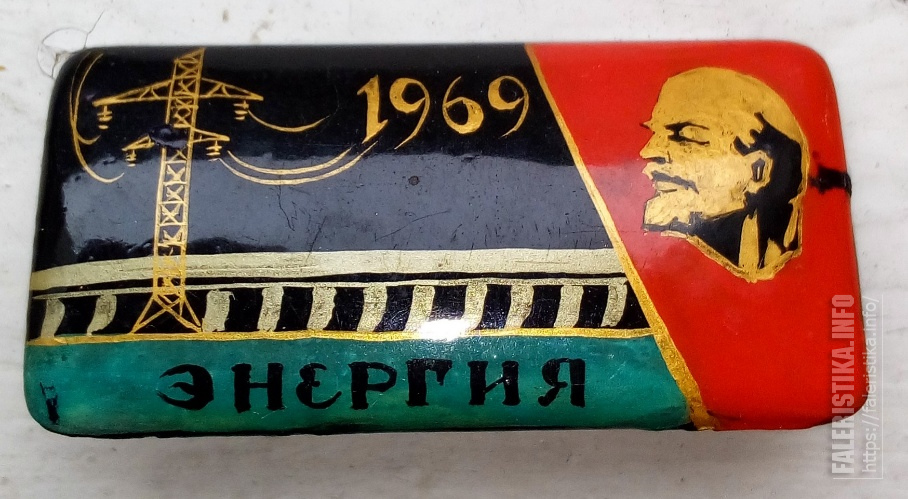 1969
ЭНЕРГИЯ
FALERISTIKA.INFO
https://faleristika.info/